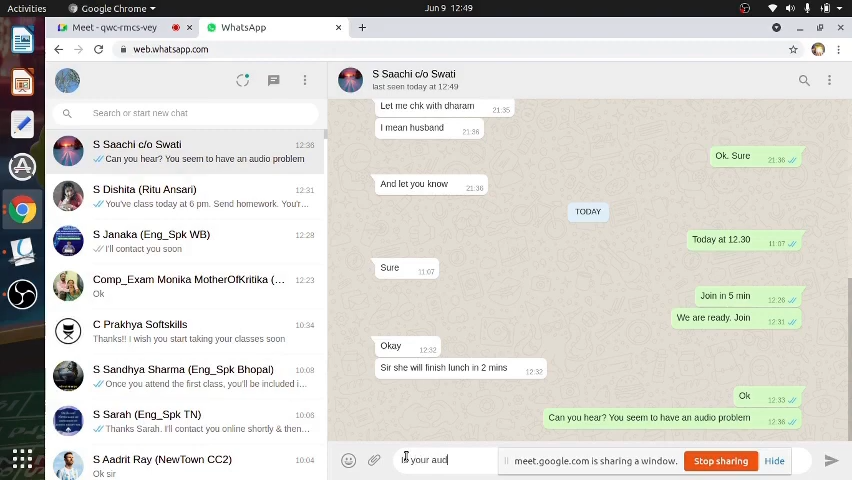 Activities
Google Chrome
Jun 9 12:49
Meet - qwc-rmcs-vey
WhatsApp
web.whatsapp.com
S Saachi c/o Swati
last seen today at 12:49
Search or start new chat
S Saachi c/o Swati 12:36
Can you hear? You seem to have an audio problem
S Dishita (Ritu Ansari) 12:31
You've class today at 6 pm. Send homework. You'r...
S Janaka (Eng_Spk WB) 12:28
I'll contact you soon
Comp_Exam Monika MotherOfKritika (... 12:23
Ok
C Prakhya Softskills 10:34
Thanks!! I wish you start taking your classes soon
S Sandhya Sharma (Eng_Spk Bhopal) 10:08
Once you attend the first class, you'll be included i...
S Sarah (Eng_Spk TN) 10:06
Thanks Sarah. I'll contact you online shortly & then...
S Aadrit Ray (NewTown CC2) 10:04
Ok sir
Let me chk with dharam 21:35
I mean husband 21:36
Ok. Sure 21:36
And let you know 21:36
TODAY
Today at 12.30 11:07
Sure 11:07
Join in 5 min 12:26
We are ready. Join 12:31
Okay 12:32
Sir she will finish lunch in 2 mins 12:32
Ok 12:33
Can you hear? You seem to have an audio problem 12:36
Is your aud
meet.google.com is sharing a window.
Stop sharing
Hide